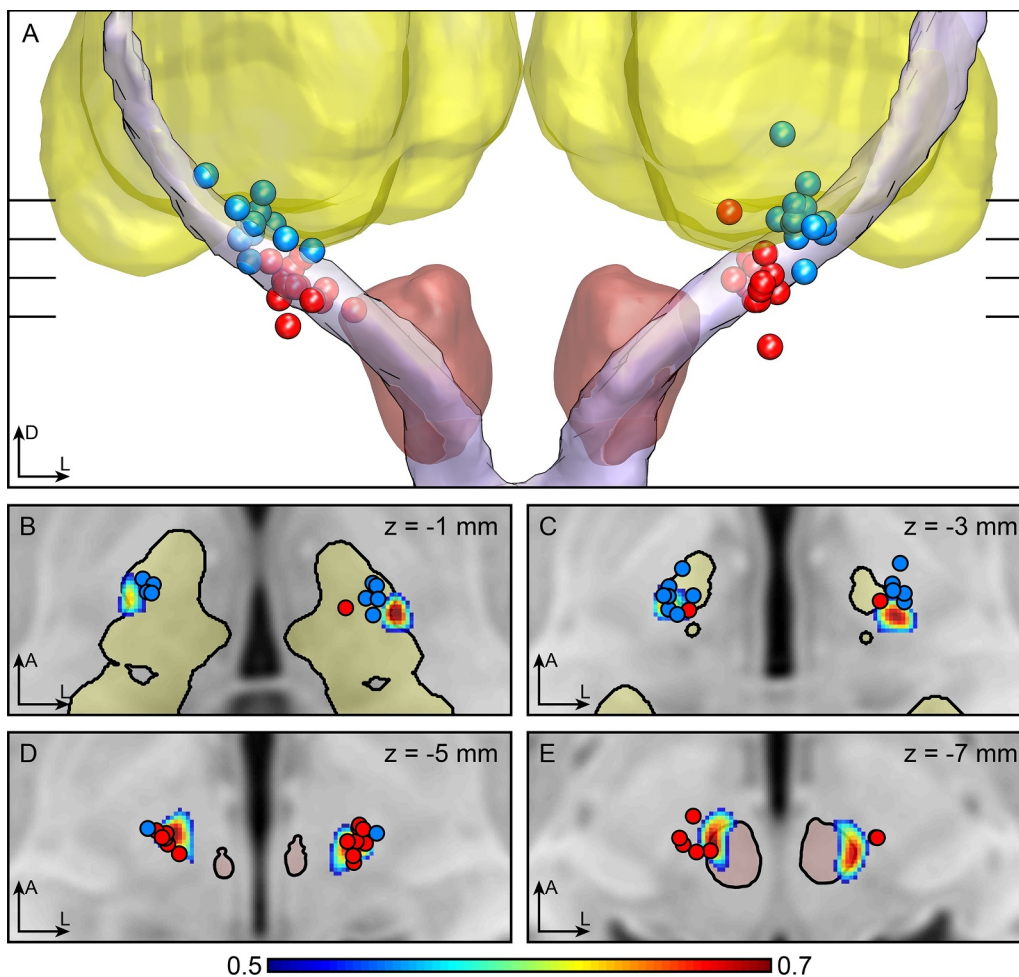 A
D
L
B
z = -1 mm
A
L
C
z = -3 mm
A
L
D
z = -5 mm
A
L
E
z = -7 mm
A
L
0.5
0.7